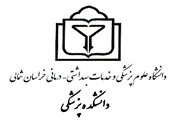 دانشگاه علوم پزشکی و خدمات بهداشتی - درمانی خراسان شمالی
دانشکده پزشکی